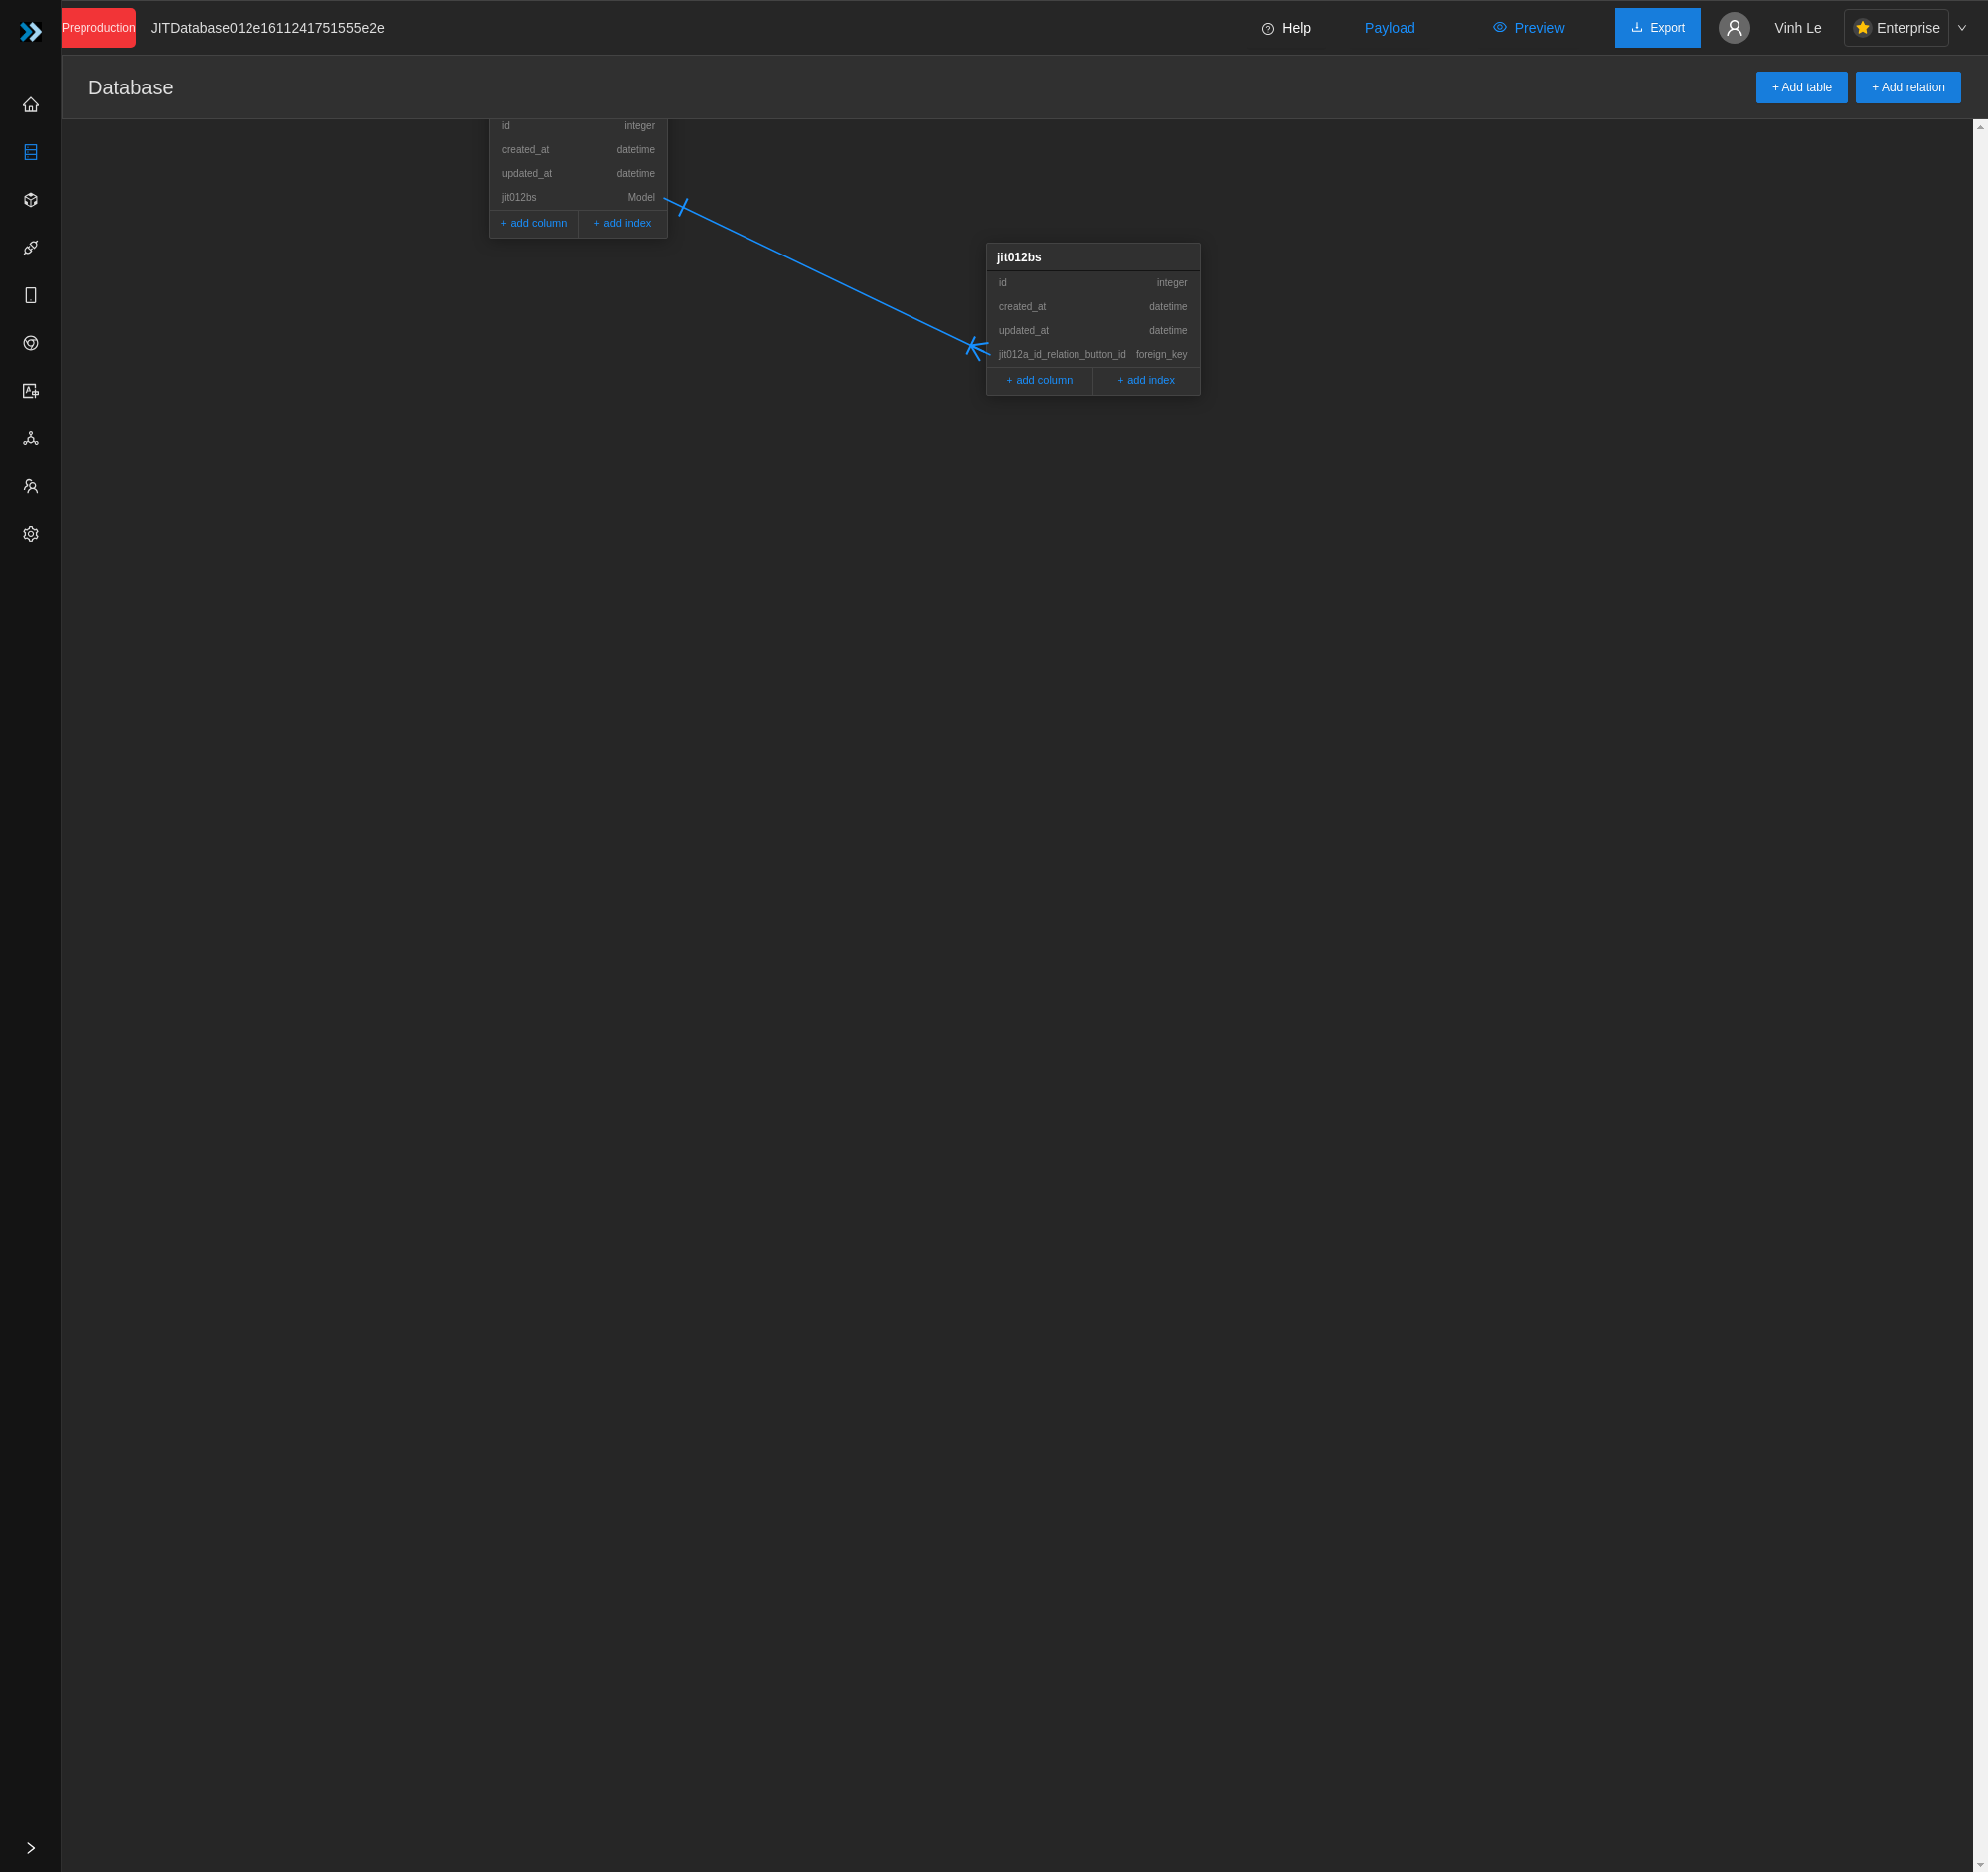 Preproduction JITDatabase012e1611241751555e2e Help Payload Preview Export Vinh Le Enterprise
Database + Add table + Add relation
id integer
created_at datetime
updated_at datetime
jit012bs Model
+ add column + add index
jit012bs
id integer
created_at datetime
updated_at datetime
jit012a_id_relation_button_id foreign_key
+ add column + add index